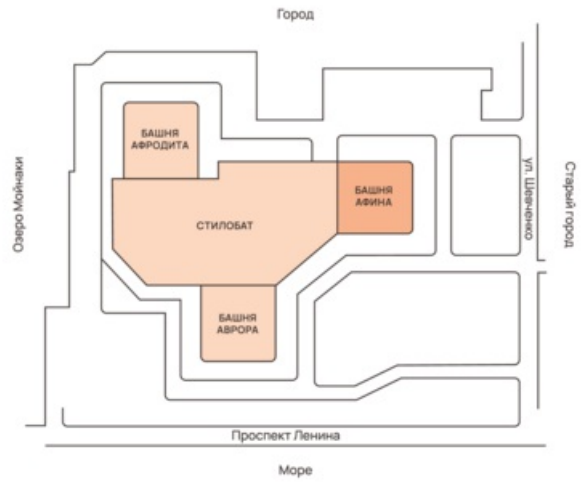 Город
БАШНЯ
АФРОДИТА
Озеро Мойнаки
СТИЛОБАТ
БАШНЯ
АФИНА
ул. Шевченко
Старый город
БАШНЯ
АВРОРА
Проспект Ленина
Море